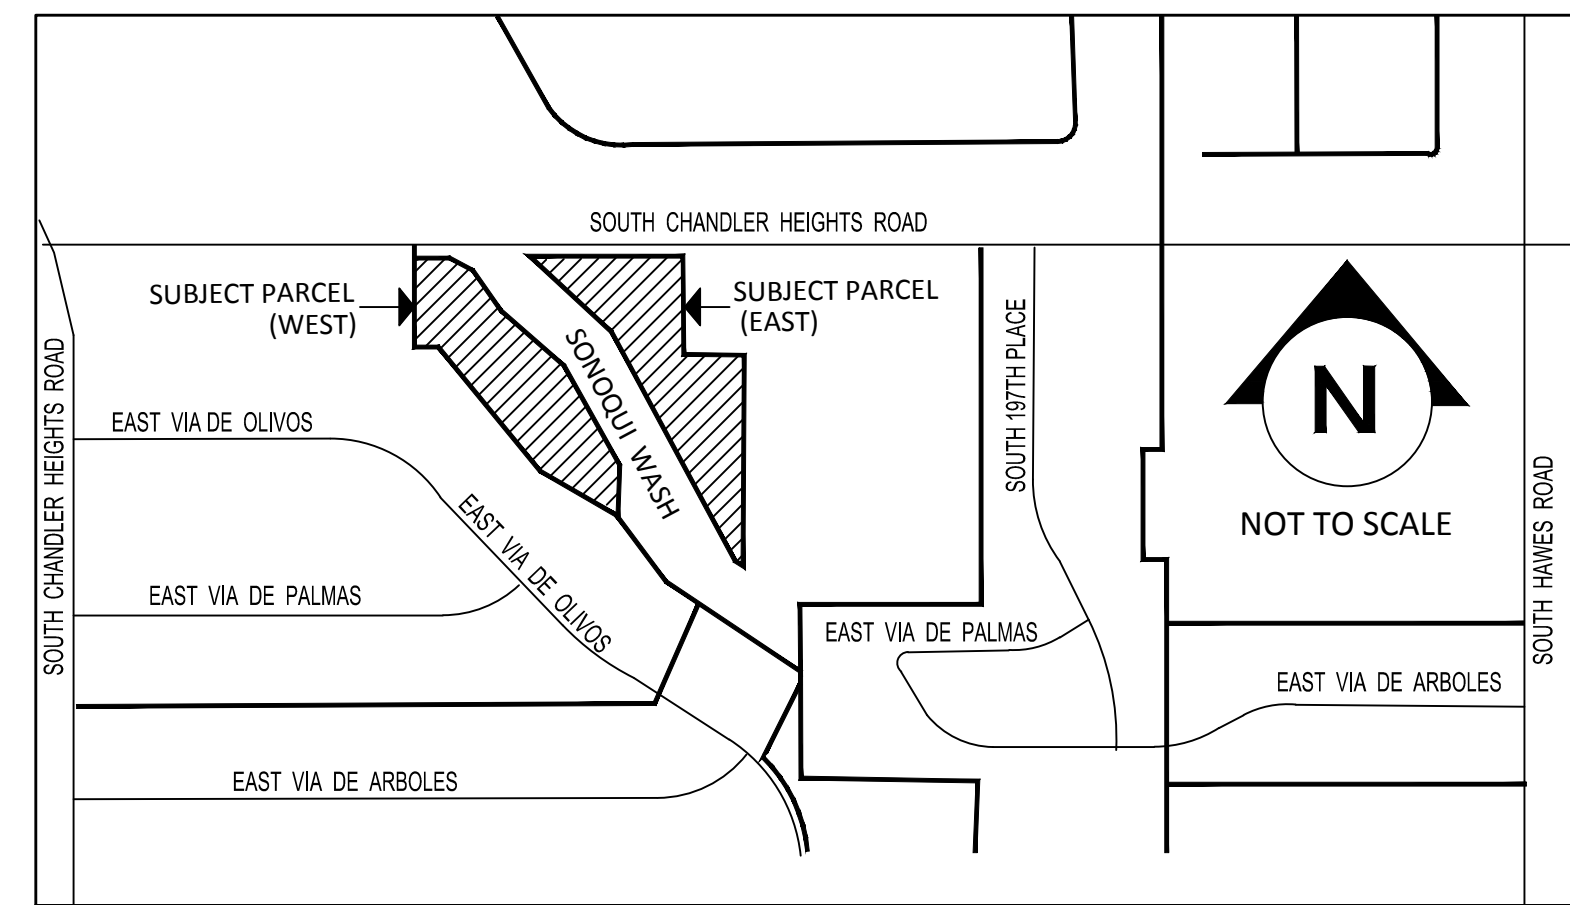 SOUTH CHANDLER HEIGHTS ROAD
SUBJECT PARCEL
(WEST)
SUBJECT PARCEL
(EAST)
SONOQUI WASH
SOUTH 197TH PLACE
N
NOT TO SCALE
SOUTH CHANDLER HEIGHTS ROAD
EAST VIA DE OLIVOS
EAST VIA DE OLIVOS
SOUTH HAWES ROAD
EAST VIA DE PALMAS
EAST VIA DE PALMAS
EAST VIA DE ARBOLES
EAST VIA DE ARBOLES